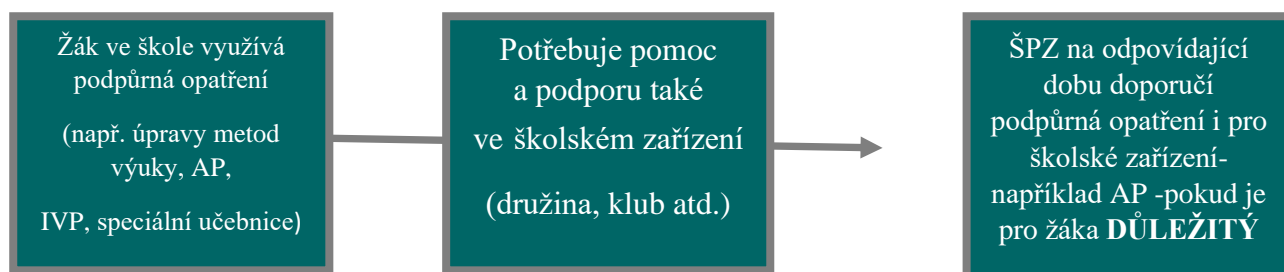 Žák ve škole využívá
podpůrná opatření
(např. úpravy metod
výuky, AP,
IVP, speciální učebnice)
Potřebuje pomoc
a podporu také
ve školském zařízení
(družina, klub atd.)
ŠPZ na odpovídající
dobu doporučí
podpůrná opatření i pro
školské zařízení-
například AP -pokud je
pro žáka DŮLEŽITÝ